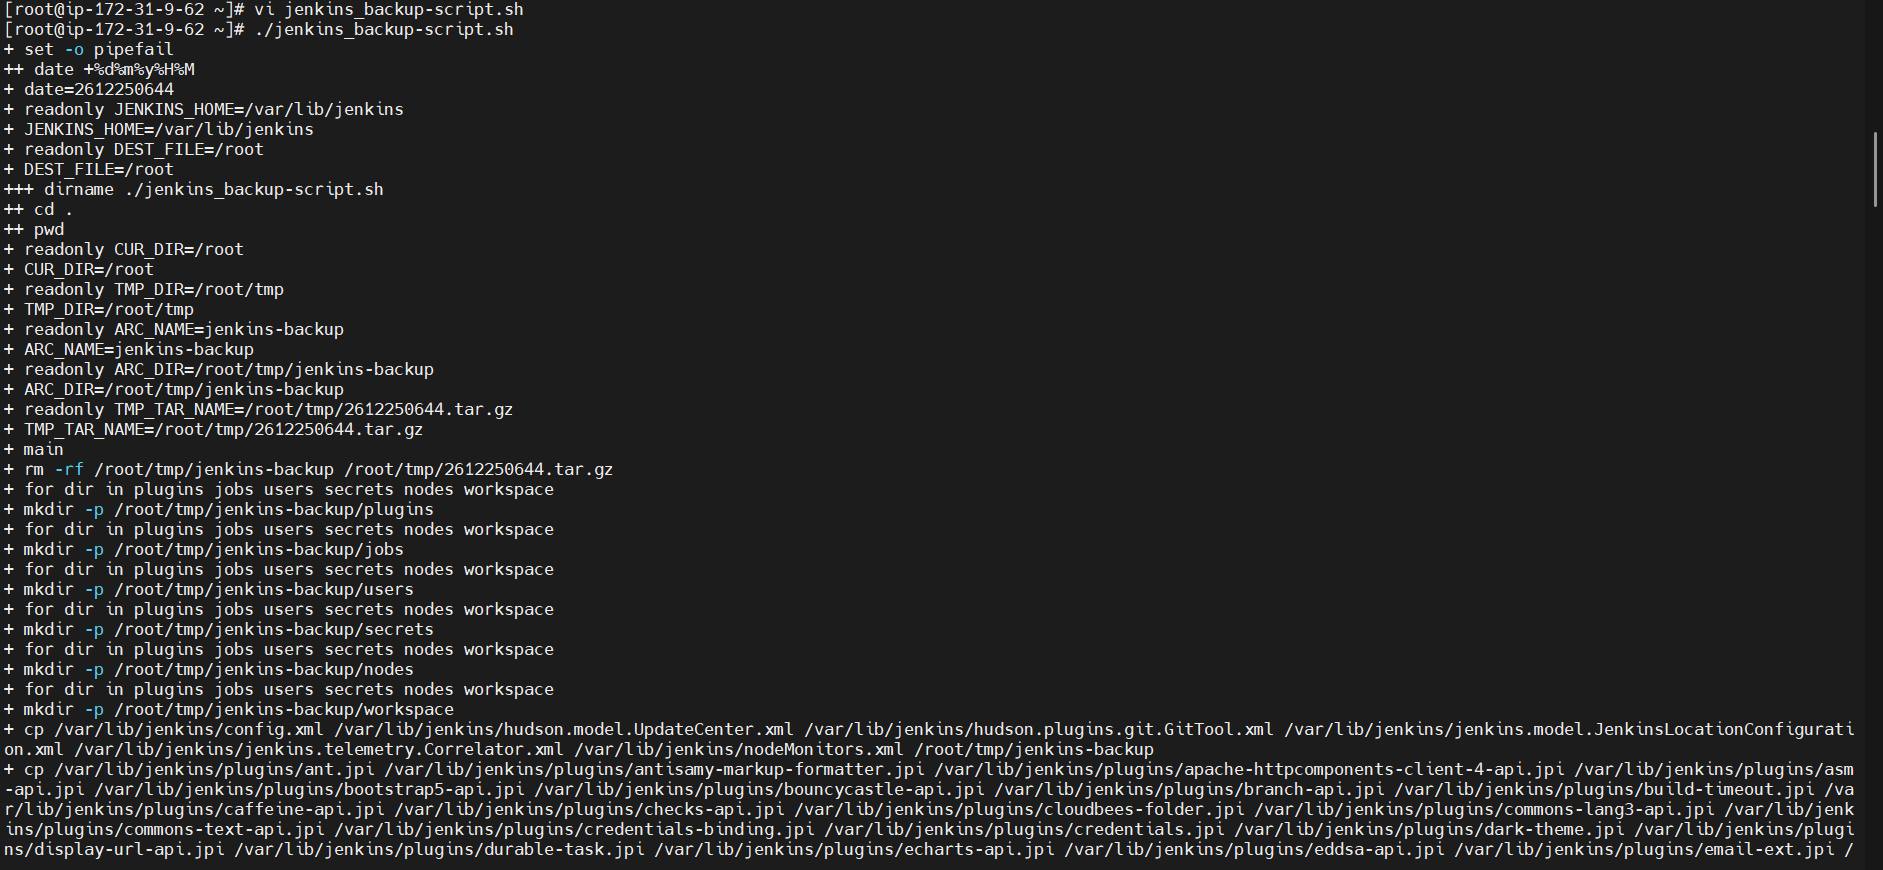 [root@ip-172-31-9-62 ~]# vi jenkins_backup-script.sh
[root@ip-172-31-9-62 ~]# ./jenkins_backup-script.sh
+ set -o pipefail
++ date +%d%m%y%H%M
+ date=2612250644
+ readonly JENKINS_HOME=/var/lib/jenkins
+ JENKINS_HOME=/var/lib/jenkins
+ readonly DEST_FILE=/root
+ DEST_FILE=/root
+++ dirname ./jenkins_backup-script.sh
++ cd .
++ pwd
+ readonly CUR_DIR=/root
+ CUR_DIR=/root
+ readonly TMP_DIR=/root/tmp
+ TMP_DIR=/root/tmp
+ readonly ARC_NAME=jenkins-backup
+ ARC_NAME=jenkins-backup
+ readonly ARC_DIR=/root/tmp/jenkins-backup
+ ARC_DIR=/root/tmp/jenkins-backup
+ readonly TMP_TAR_NAME=/root/tmp/2612250644.tar.gz
+ TMP_TAR_NAME=/root/tmp/2612250644.tar.gz
+ main
+ rm -rf /root/tmp/jenkins-backup /root/tmp/2612250644.tar.gz
+ for dir in plugins jobs users secrets nodes workspace
+ mkdir -p /root/tmp/jenkins-backup/plugins
+ for dir in plugins jobs users secrets nodes workspace
+ mkdir -p /root/tmp/jenkins-backup/jobs
+ for dir in plugins jobs users secrets nodes workspace
+ mkdir -p /root/tmp/jenkins-backup/users
+ for dir in plugins jobs users secrets nodes workspace
+ mkdir -p /root/tmp/jenkins-backup/secrets
+ for dir in plugins jobs users secrets nodes workspace
+ mkdir -p /root/tmp/jenkins-backup/nodes
+ for dir in plugins jobs users secrets nodes workspace
+ mkdir -p /root/tmp/jenkins-backup/workspace
+ cp /var/lib/jenkins/config.xml /var/lib/jenkins/hudson.model.UpdateCenter.xml /var/lib/jenkins/hudson.plugins.git.GitTool.xml /var/lib/jenkins/jenkins.model.JenkinsLocationConfigurati
on.xml /var/lib/jenkins/jenkins.telemetry.Correlator.xml /var/lib/jenkins/nodeMonitors.xml /root/tmp/jenkins-backup
+ cp /var/lib/jenkins/plugins/ant.jpi /var/lib/jenkins/plugins/antisamy-markup-formatter.jpi /var/lib/jenkins/plugins/apache-httpcomponents-client-4-api.jpi /var/lib/jenkins/plugins/asm
-api.jpi /var/lib/jenkins/plugins/bootstrap5-api.jpi /var/lib/jenkins/plugins/bouncycastle-api.jpi /var/lib/jenkins/plugins/branch-api.jpi /var/lib/jenkins/plugins/build-timeout.jpi /va
r/lib/jenkins/plugins/caffeine-api.jpi /var/lib/jenkins/plugins/checks-api.jpi /var/lib/jenkins/plugins/cloudbees-folder.jpi /var/lib/jenkins/plugins/commons-lang3-api.jpi /var/lib/jenk
ins/plugins/commons-text-api.jpi /var/lib/jenkins/plugins/credentials-binding.jpi /var/lib/jenkins/plugins/credentials.jpi /var/lib/jenkins/plugins/dark-theme.jpi /var/lib/jenkins/plugi
ns/display-url-api.jpi /var/lib/jenkins/plugins/durable-task.jpi /var/lib/jenkins/plugins/echarts-api.jpi /var/lib/jenkins/plugins/eddsa-api.jpi /var/lib/jenkins/plugins/email-ext.jpi /